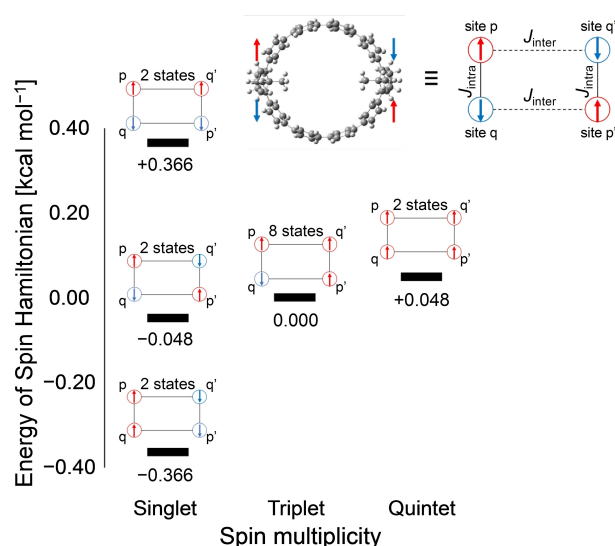 site p
site q'
J_inter
J_intra
J_intra
J_inter
site q
site p'
≡
Energy of Spin Hamiltonian [kcal mol⁻¹]
0.40
0.20
0.00
−0.20
−0.40
p 2 states q'
q p'
+0.366
p 2 states q'
q p'
−0.048
p 2 states q'
q p'
−0.366
p 8 states q'
q p'
0.000
p 2 states q'
q p'
+0.048
Singlet Triplet Quintet
Spin multiplicity